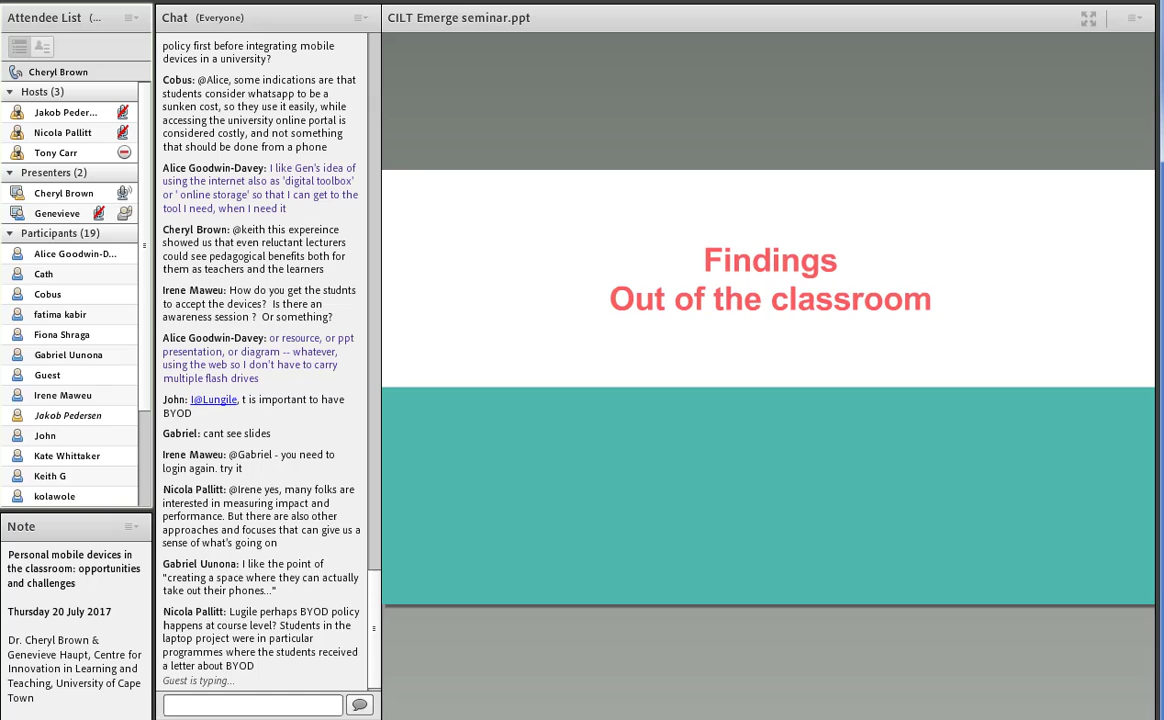 Attendee List (...
Cheryl Brown
Hosts (3)
Jakob Peder...
Nicola Pallitt
Tony Carr
Presenters (2)
Cheryl Brown
Genevieve
Participants (19)
Alice Goodwin-D...
Cath
Cobus
fatima kabir
Fiona Shraga
Gabriel Uunona
Guest
Irene Maweu
Jakob Pedersen
John
Kate Whittaker
Keith G
kolawole
Note
Personal mobile devices in
the classroom: opportunities
and challenges
Thursday 20 July 2017
Dr. Cheryl Brown &
Genevieve Haupt, Centre for
Innovation in Learning and
Teaching, University of Cape
Town
Chat (Everyone)
policy first before integrating mobile
devices in a university?
Cobus: @Alice, some indications are that
students consider whatsapp to be a
sunken cost, so they use it easily, while
accessing the university online portal is
considered costly, and not something
that should be done from a phone
Alice Goodwin-Davey: I like Gen's idea of
using the internet also as 'digital toolbox'
or ' online storage' so that I can get to the
tool I need, when I need it
Cheryl Brown: @keith this expereince
showed us that even reluctant lecturers
could see pedagogical benefits both for
them as teachers and the learners
Irene Maweu: How do you get the studnts
to accept the devices? Is there an
awareness session ? Or something?
Alice Goodwin-Davey: or resource, or ppt
presentation, or diagram -- whatever,
using the web so I don't have to carry
multiple flash drives
John: I@Lungile, t is important to have
BYOD
Gabriel: cant see slides
Irene Maweu: @Gabriel - you need to
login again. try it
Nicola Pallitt: @Irene yes, many folks are
interested in measuring impact and
performance. But there are also other
approaches and focuses that can give us a
sense of what's going on
Gabriel Uunona: I like the point of
"creating a space where they can actually
take out their phones..."
Nicola Pallitt: Lugile perhaps BYOD policy
happens at course level? Students in the
laptop project were in particular
programmes where the students received
a letter about BYOD
Guest is typing...
CILT Emerge seminar.ppt
Findings
Out of the classroom